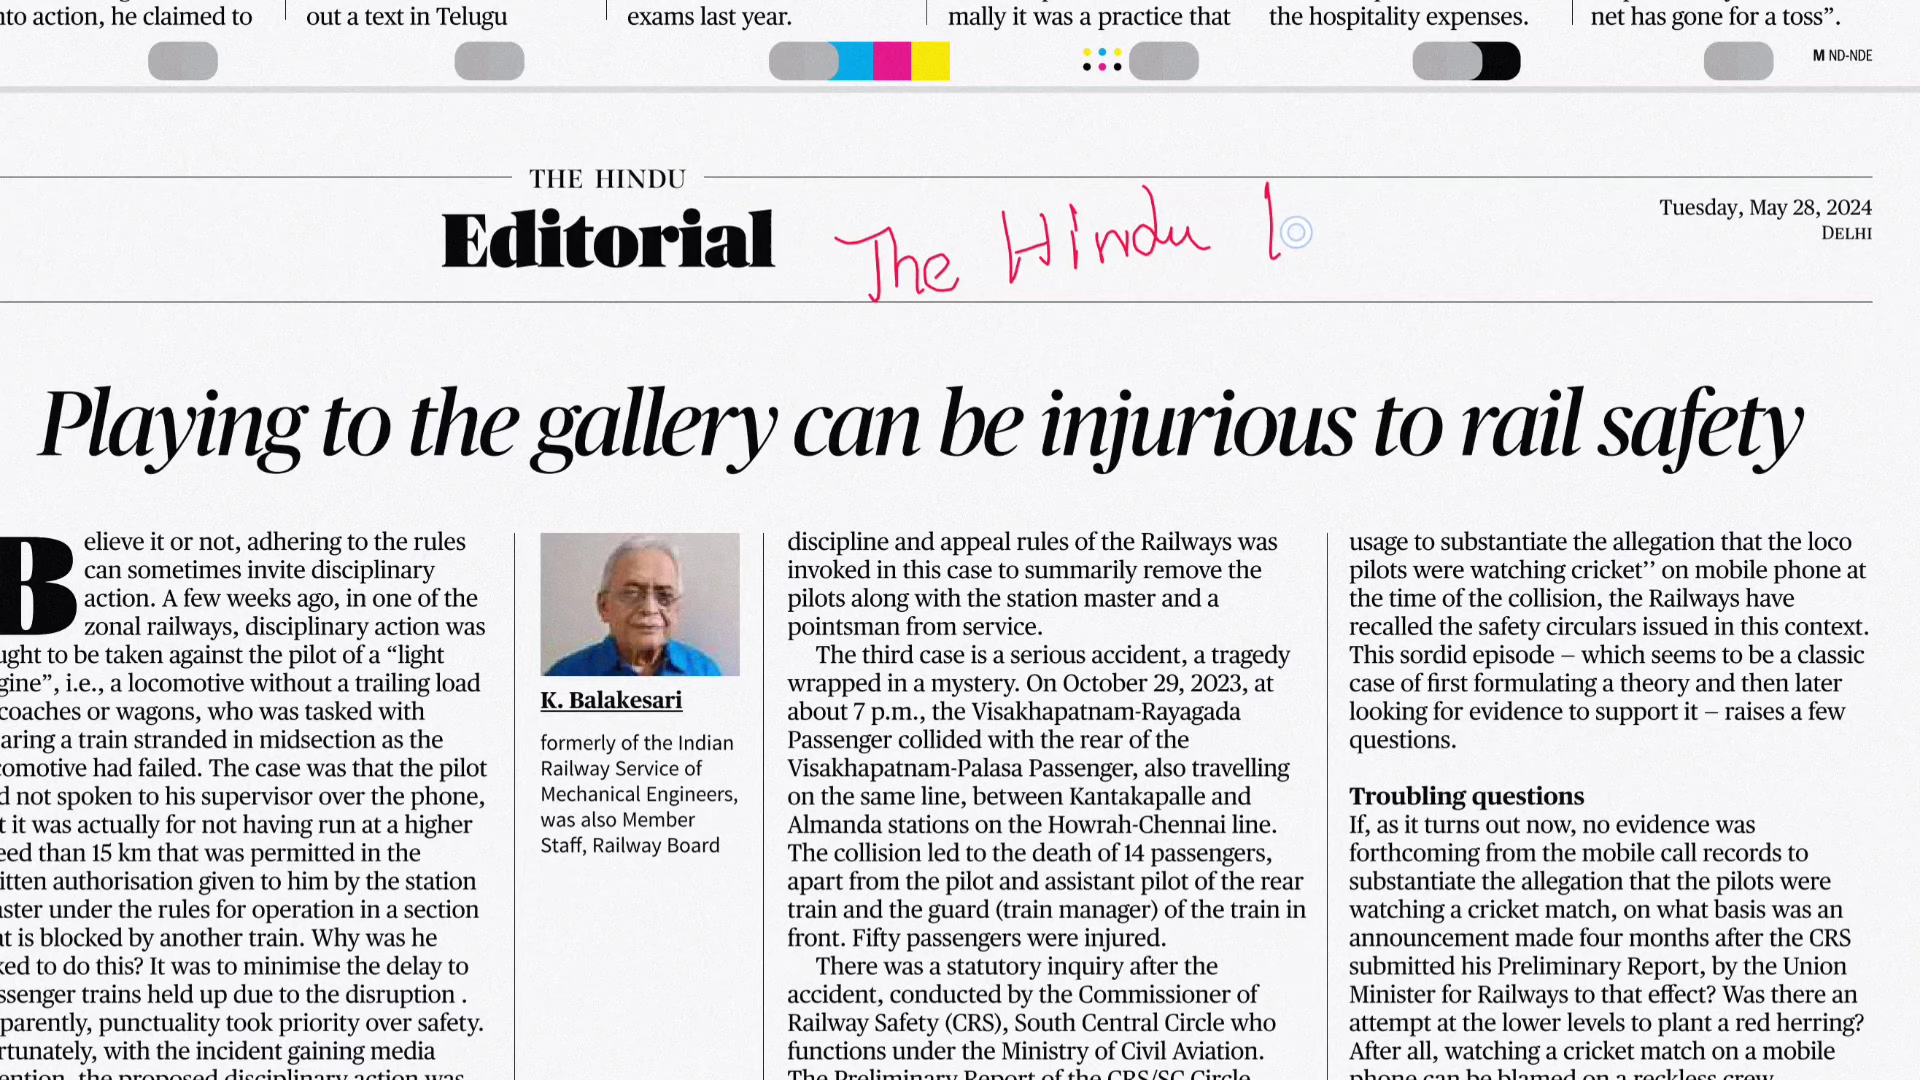 nto action, he claimed to
out a text in Telugu
exams last year.
mally it was a practice that
the hospitality expenses.
net has gone for a toss”.
M ND-NDE
THE HINDU
Editorial
The Hindu
Tuesday, May 28, 2024
DELHI
Playing to the gallery can be injurious to rail safety
Believe it or not, adhering to the rules
can sometimes invite disciplinary
action. A few weeks ago, in one of the
zonal railways, disciplinary action was
ught to be taken against the pilot of a “light
gine”, i.e., a locomotive without a trailing load
coaches or wagons, who was tasked with
aring a train stranded in midsection as the
comotive had failed. The case was that the pilot
d not spoken to his supervisor over the phone,
t it was actually for not having run at a higher
eed than 15 km that was permitted in the
itten authorisation given to him by the station
aster under the rules for operation in a section
at is blocked by another train. Why was he
ked to do this? It was to minimise the delay to
ssenger trains held up due to the disruption .
parently, punctuality took priority over safety.
rtunately, with the incident gaining media
ention, the proposed disciplinary action was
K. Balakesari
formerly of the Indian
Railway Service of
Mechanical Engineers,
was also Member
Staff, Railway Board
discipline and appeal rules of the Railways was
invoked in this case to summarily remove the
pilots along with the station master and a
pointsman from service.
The third case is a serious accident, a tragedy
wrapped in a mystery. On October 29, 2023, at
about 7 p.m., the Visakhapatnam-Rayagada
Passenger collided with the rear of the
Visakhapatnam-Palasa Passenger, also travelling
on the same line, between Kantakapalle and
Almanda stations on the Howrah-Chennai line.
The collision led to the death of 14 passengers,
apart from the pilot and assistant pilot of the rear
train and the guard (train manager) of the train in
front. Fifty passengers were injured.
There was a statutory inquiry after the
accident, conducted by the Commissioner of
Railway Safety (CRS), South Central Circle who
functions under the Ministry of Civil Aviation.
The Preliminary Report of the CRS/SC Circle
usage to substantiate the allegation that the loco
pilots were watching cricket’’ on mobile phone at
the time of the collision, the Railways have
recalled the safety circulars issued in this context.
This sordid episode – which seems to be a classic
case of first formulating a theory and then later
looking for evidence to support it – raises a few
questions.
Troubling questions
If, as it turns out now, no evidence was
forthcoming from the mobile call records to
substantiate the allegation that the pilots were
watching a cricket match, on what basis was an
announcement made four months after the CRS
submitted his Preliminary Report, by the Union
Minister for Railways to that effect? Was there an
attempt at the lower levels to plant a red herring?
After all, watching a cricket match on a mobile
phone can be blamed on a reckless crew